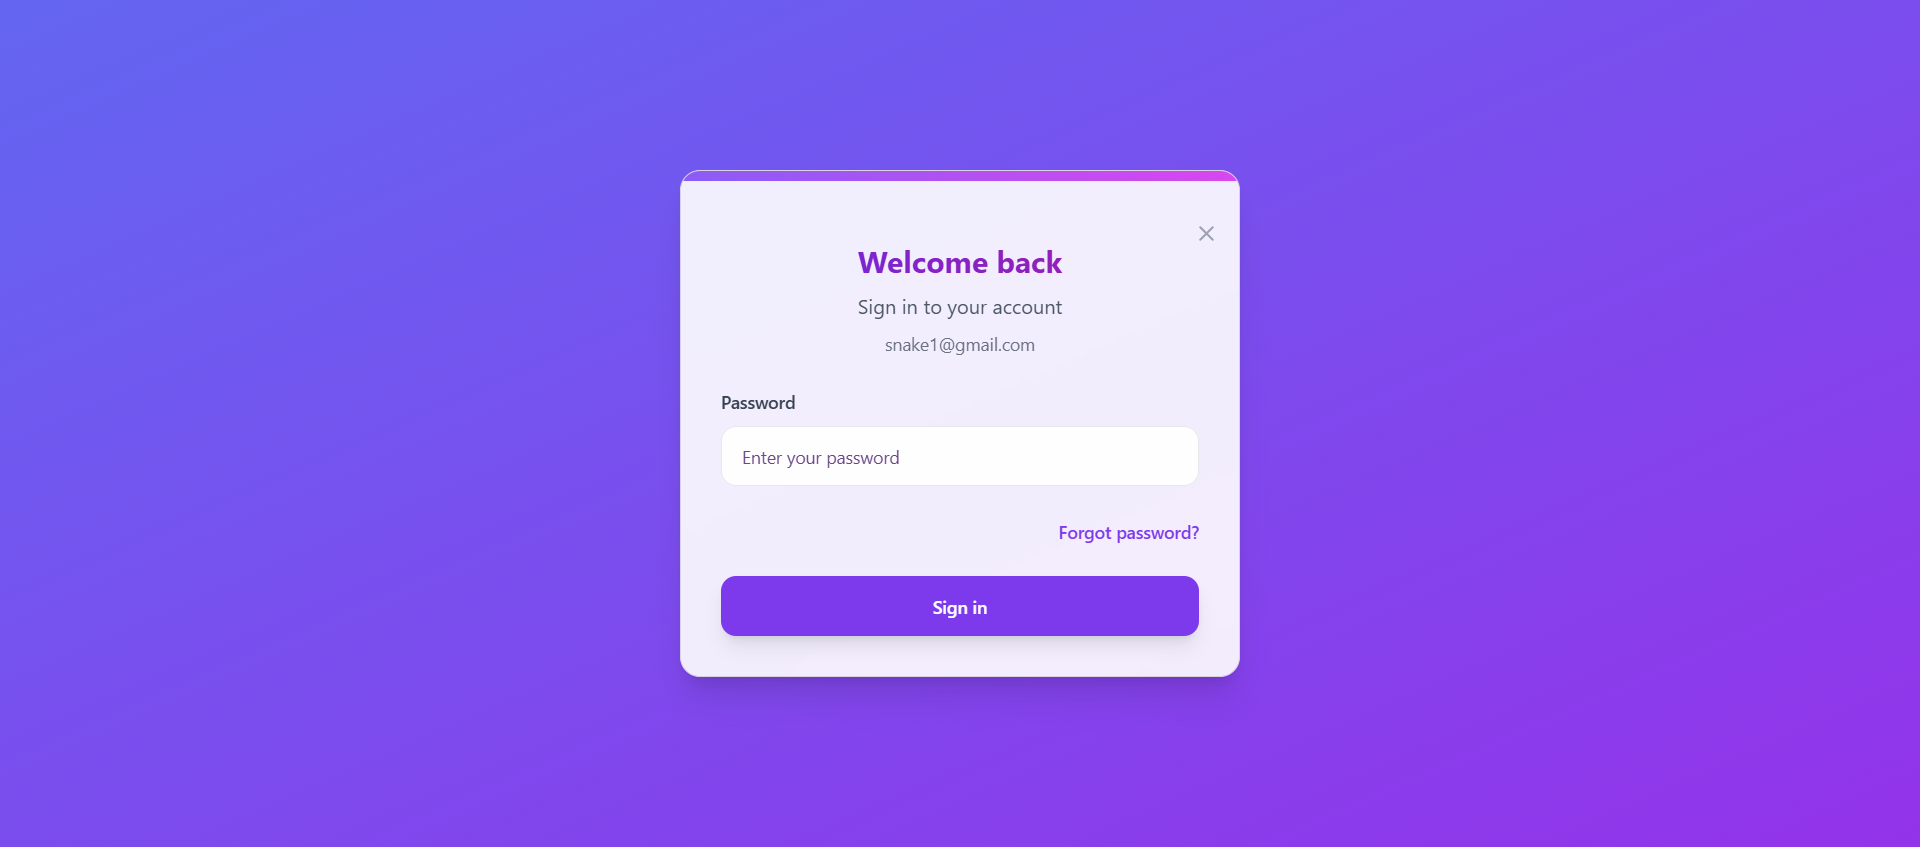 Welcome back
Sign in to your account
snake1@gmail.com
Password
Enter your password
Forgot password?
Sign in